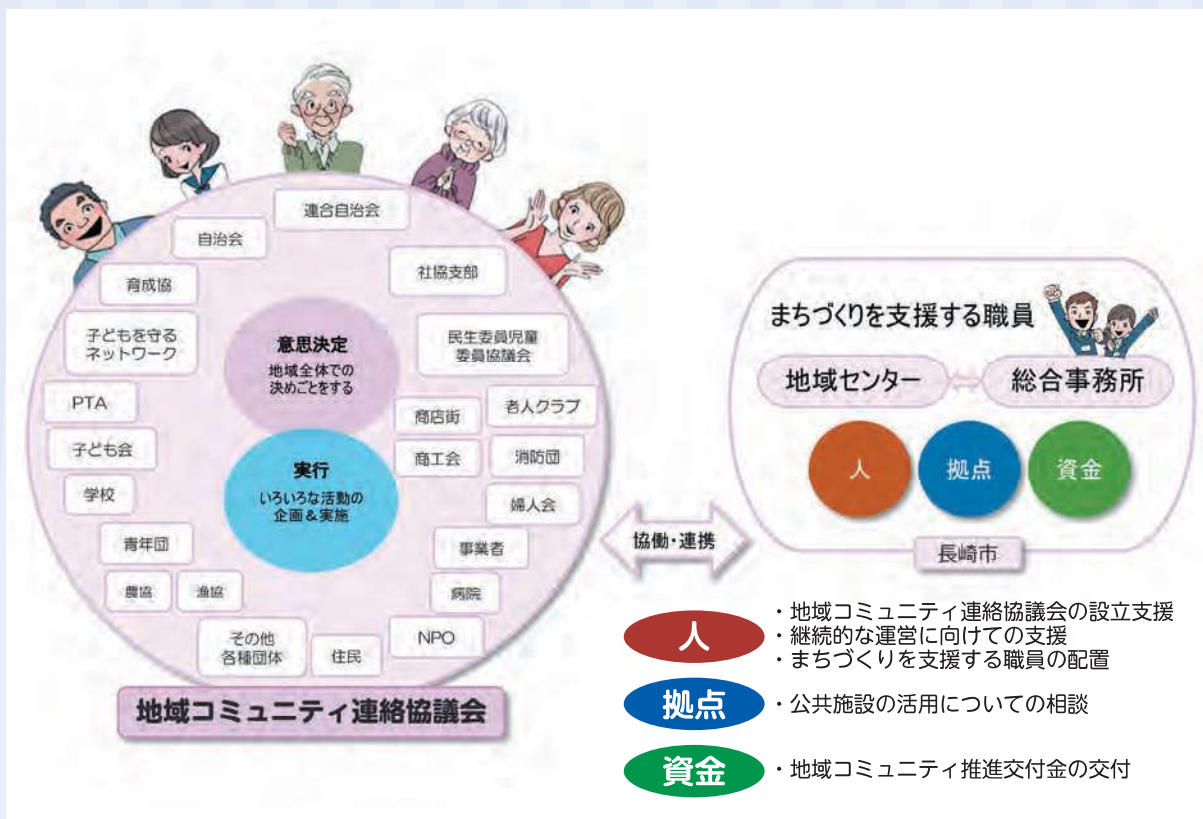 連合自治会
自治会
社協支部
育成協
子どもを守る
ネットワーク
民生委員児童
委員協議会
意思決定
地域全体での
決めごとをする
PTA
商店街
老人クラブ
子ども会
商工会
消防団
実行
いろいろな活動の
企画&実施
学校
婦人会
青年団
事業者
農協
漁協
病院
その他
各種団体
住民
NPO
地域コミュニティ連絡協議会
協働・連携
まちづくりを支援する職員
地域センター
総合事務所
人
拠点
資金
長崎市
人
・地域コミュニティ連絡協議会の設立支援
・継続的な運営に向けての支援
・まちづくりを支援する職員の配置
拠点
・公共施設の活用についての相談
資金
・地域コミュニティ推進交付金の交付